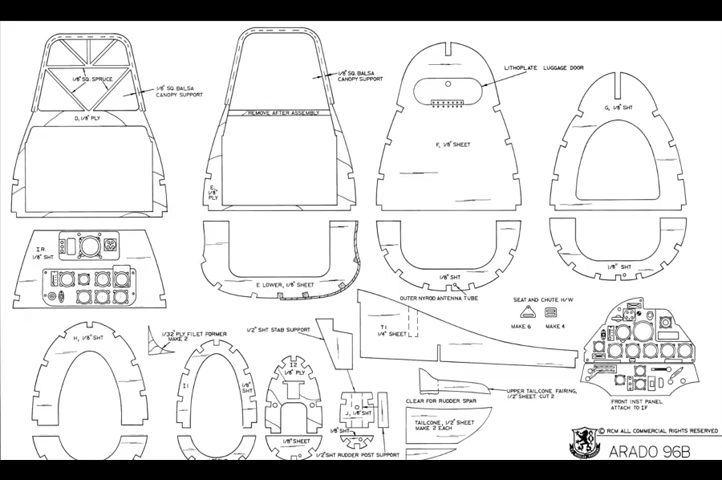 1/8" SQ. SPRUCE
1/8" SQ. BALSA
CANOPY SUPPORT
D, 1/8" PLY
1/8" SQ. BALSA
CANOPY SUPPORT
REMOVE AFTER ASSEMBLY
E,
1/8"
PLY
LITHOPLATE LUGGAGE DOOR
F, 1/8" SHEET
G, 1/8" SHT
I R
1/8" SHT
E LOWER, 1/8" SHEET
1/8" SHT
1/8" SHT
OUTER NYROD ANTENNA TUBE
SEAT AND CHUTE H/W
MAKE 6
MAKE 4
H, 1/8" SHT
1/32" PLY FILET FORMER
MAKE 2
1/2" SHT STAB SUPPORT
T I
1/4" SHEET
I1
1/8"
SHT
I2
1/8" PLY
J, 1/8" SHT
1/8" SHT
1/8" SHEET
1/2" SHT RUDDER POST SUPPORT
CLEAR FOR RUDDER SPAR
UPPER TAILCONE FAIRING,
1/2" SHEET. CUT 2
TAILCONE, 1/2" SHEET
MAKE 2 EACH
FRONT INST PANEL
ATTACH TO 1F
© RCM ALL COMMERCIAL RIGHTS RESERVED
ARADO 96B